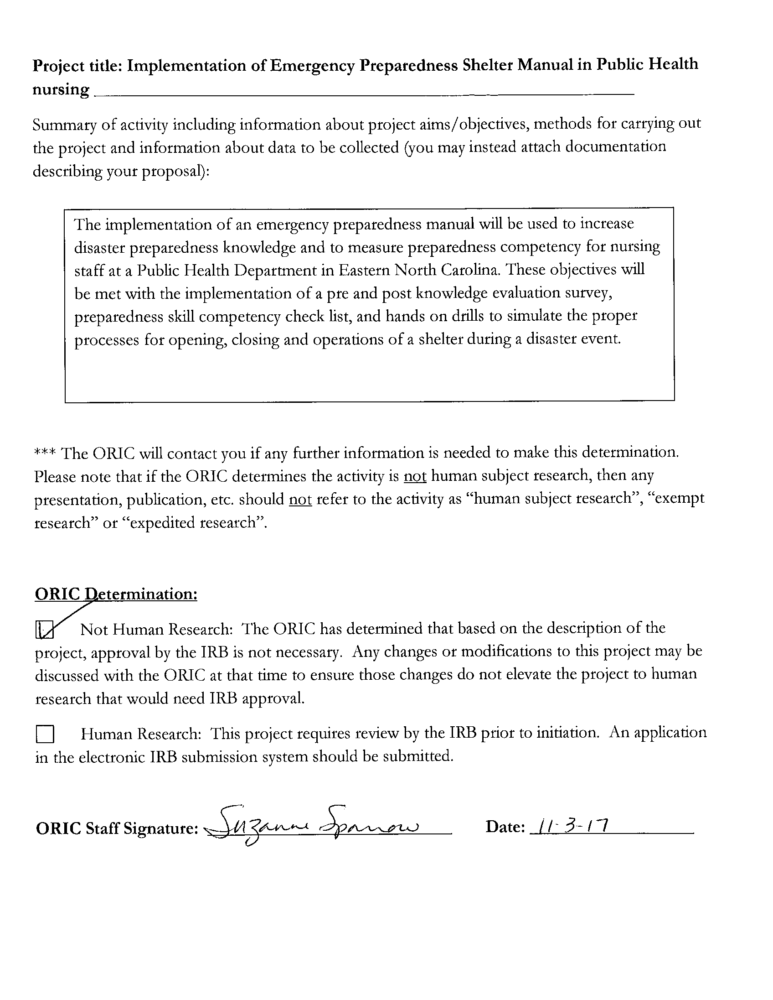 Project title: Implementation of Emergency Preparedness Shelter Manual in Public Health
nursing
Summary of activity including information about project aims/objectives, methods for carrying out
the project and information about data to be collected (you may instead attach documentation
describing your proposal):
The implementation of an emergency preparedness manual will be used to increase
disaster preparedness knowledge and to measure preparedness competency for nursing
staff at a Public Health Department in Eastern North Carolina. These objectives will
be met with the implementation of a pre and post knowledge evaluation survey,
preparedness skill competency check list, and hands on drills to simulate the proper
processes for opening, closing and operations of a shelter during a disaster event.
*** The ORIC will contact you if any further information is needed to make this determination.
Please note that if the ORIC determines the activity is not human subject research, then any
presentation, publication, etc. should not refer to the activity as “human subject research”, “exempt
research” or “expedited research”.
ORIC Determination:
Not Human Research: The ORIC has determined that based on the description of the
project, approval by the IRB is not necessary. Any changes or modifications to this project may be
discussed with the ORIC at that time to ensure those changes do not elevate the project to human
research that would need IRB approval.
Human Research: This project requires review by the IRB prior to initiation. An application
in the electronic IRB submission system should be submitted.
ORIC Staff Signature: Suzanne Sparrow Date: 11-3-17